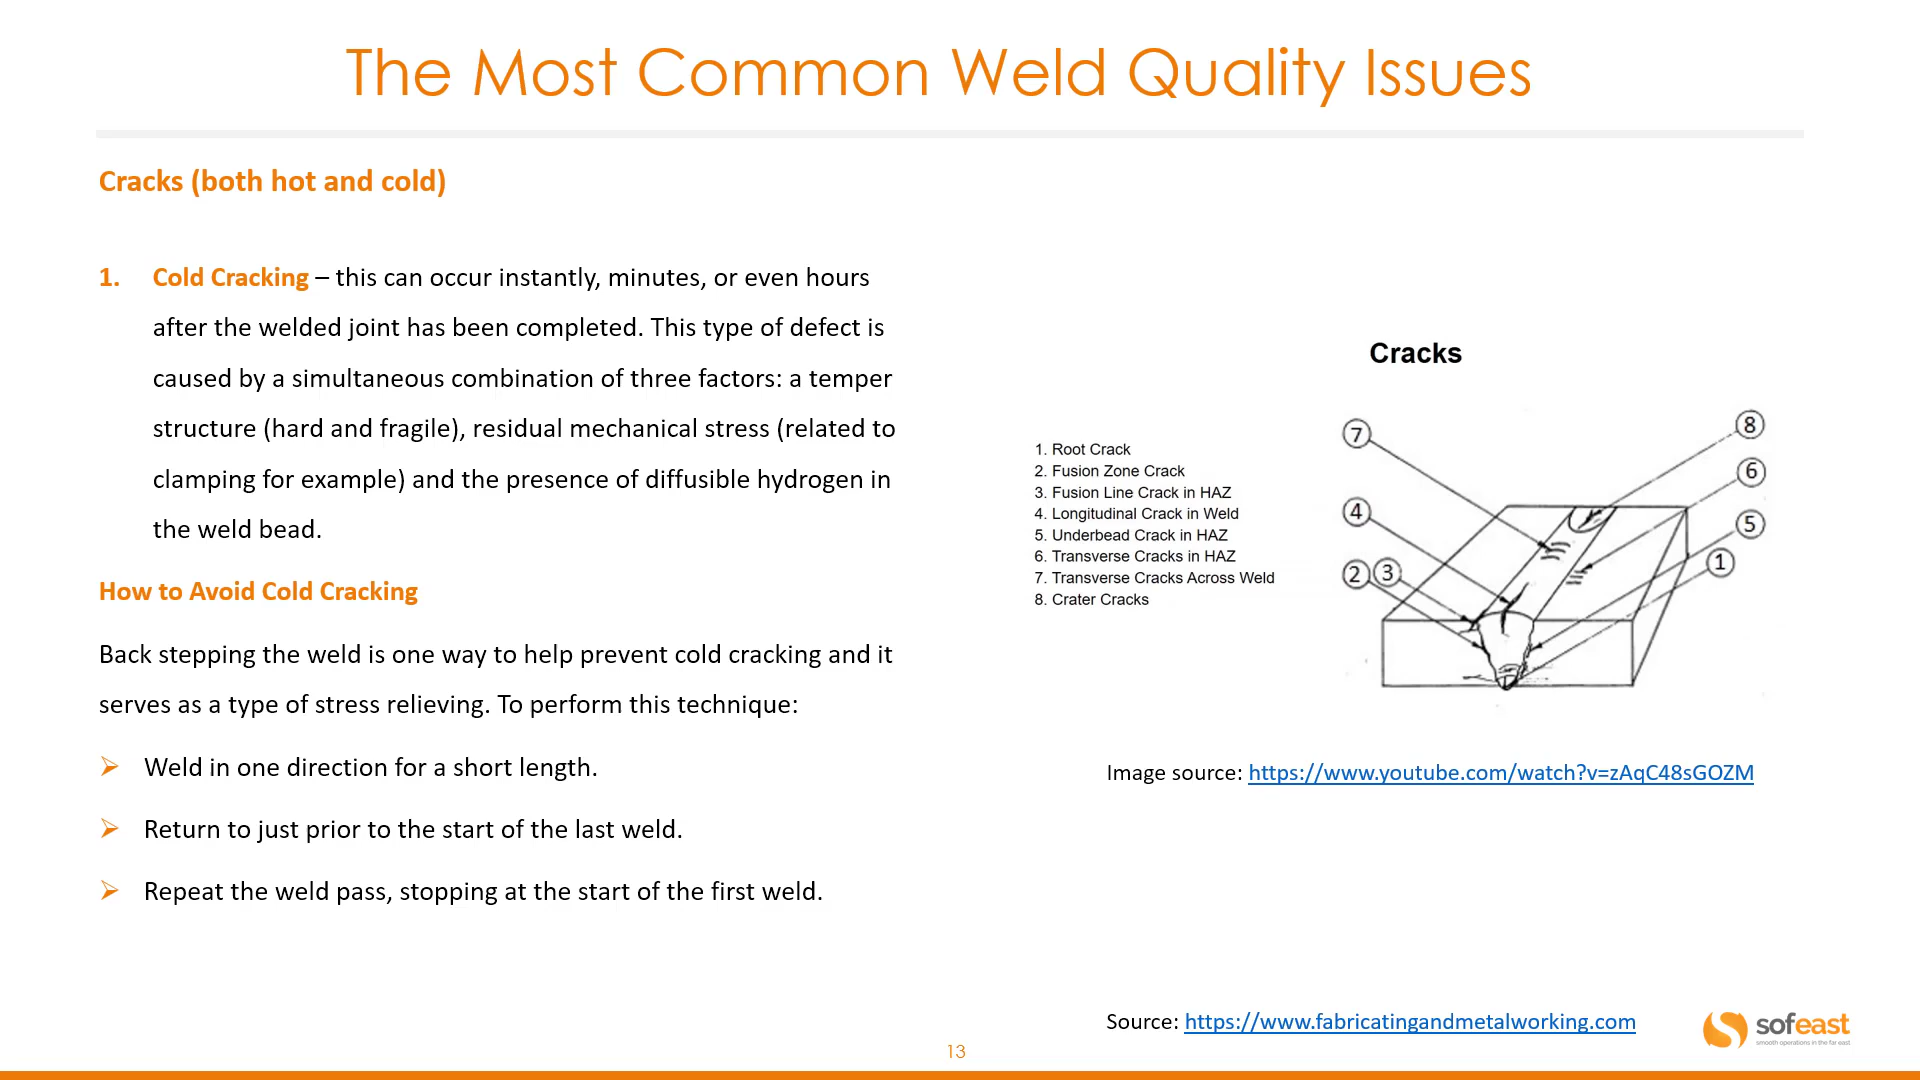 The Most Common Weld Quality Issues
Cracks (both hot and cold)
1. Cold Cracking – this can occur instantly, minutes, or even hours
after the welded joint has been completed. This type of defect is
caused by a simultaneous combination of three factors: a temper
structure (hard and fragile), residual mechanical stress (related to
clamping for example) and the presence of diffusible hydrogen in
the weld bead.
How to Avoid Cold Cracking
Back stepping the weld is one way to help prevent cold cracking and it
serves as a type of stress relieving. To perform this technique:
Weld in one direction for a short length.
Return to just prior to the start of the last weld.
Repeat the weld pass, stopping at the start of the first weld.
Cracks
1. Root Crack
2. Fusion Zone Crack
3. Fusion Line Crack in HAZ
4. Longitudinal Crack in Weld
5. Underbead Crack in HAZ
6. Transverse Cracks in HAZ
7. Transverse Cracks Across Weld
8. Crater Cracks
7
8
6
4
5
2
3
1
Image source: https://www.youtube.com/watch?v=zAqC48sGOZM
Source: https://www.fabricatingandmetalworking.com
sofeast
smooth operations in the far east
13